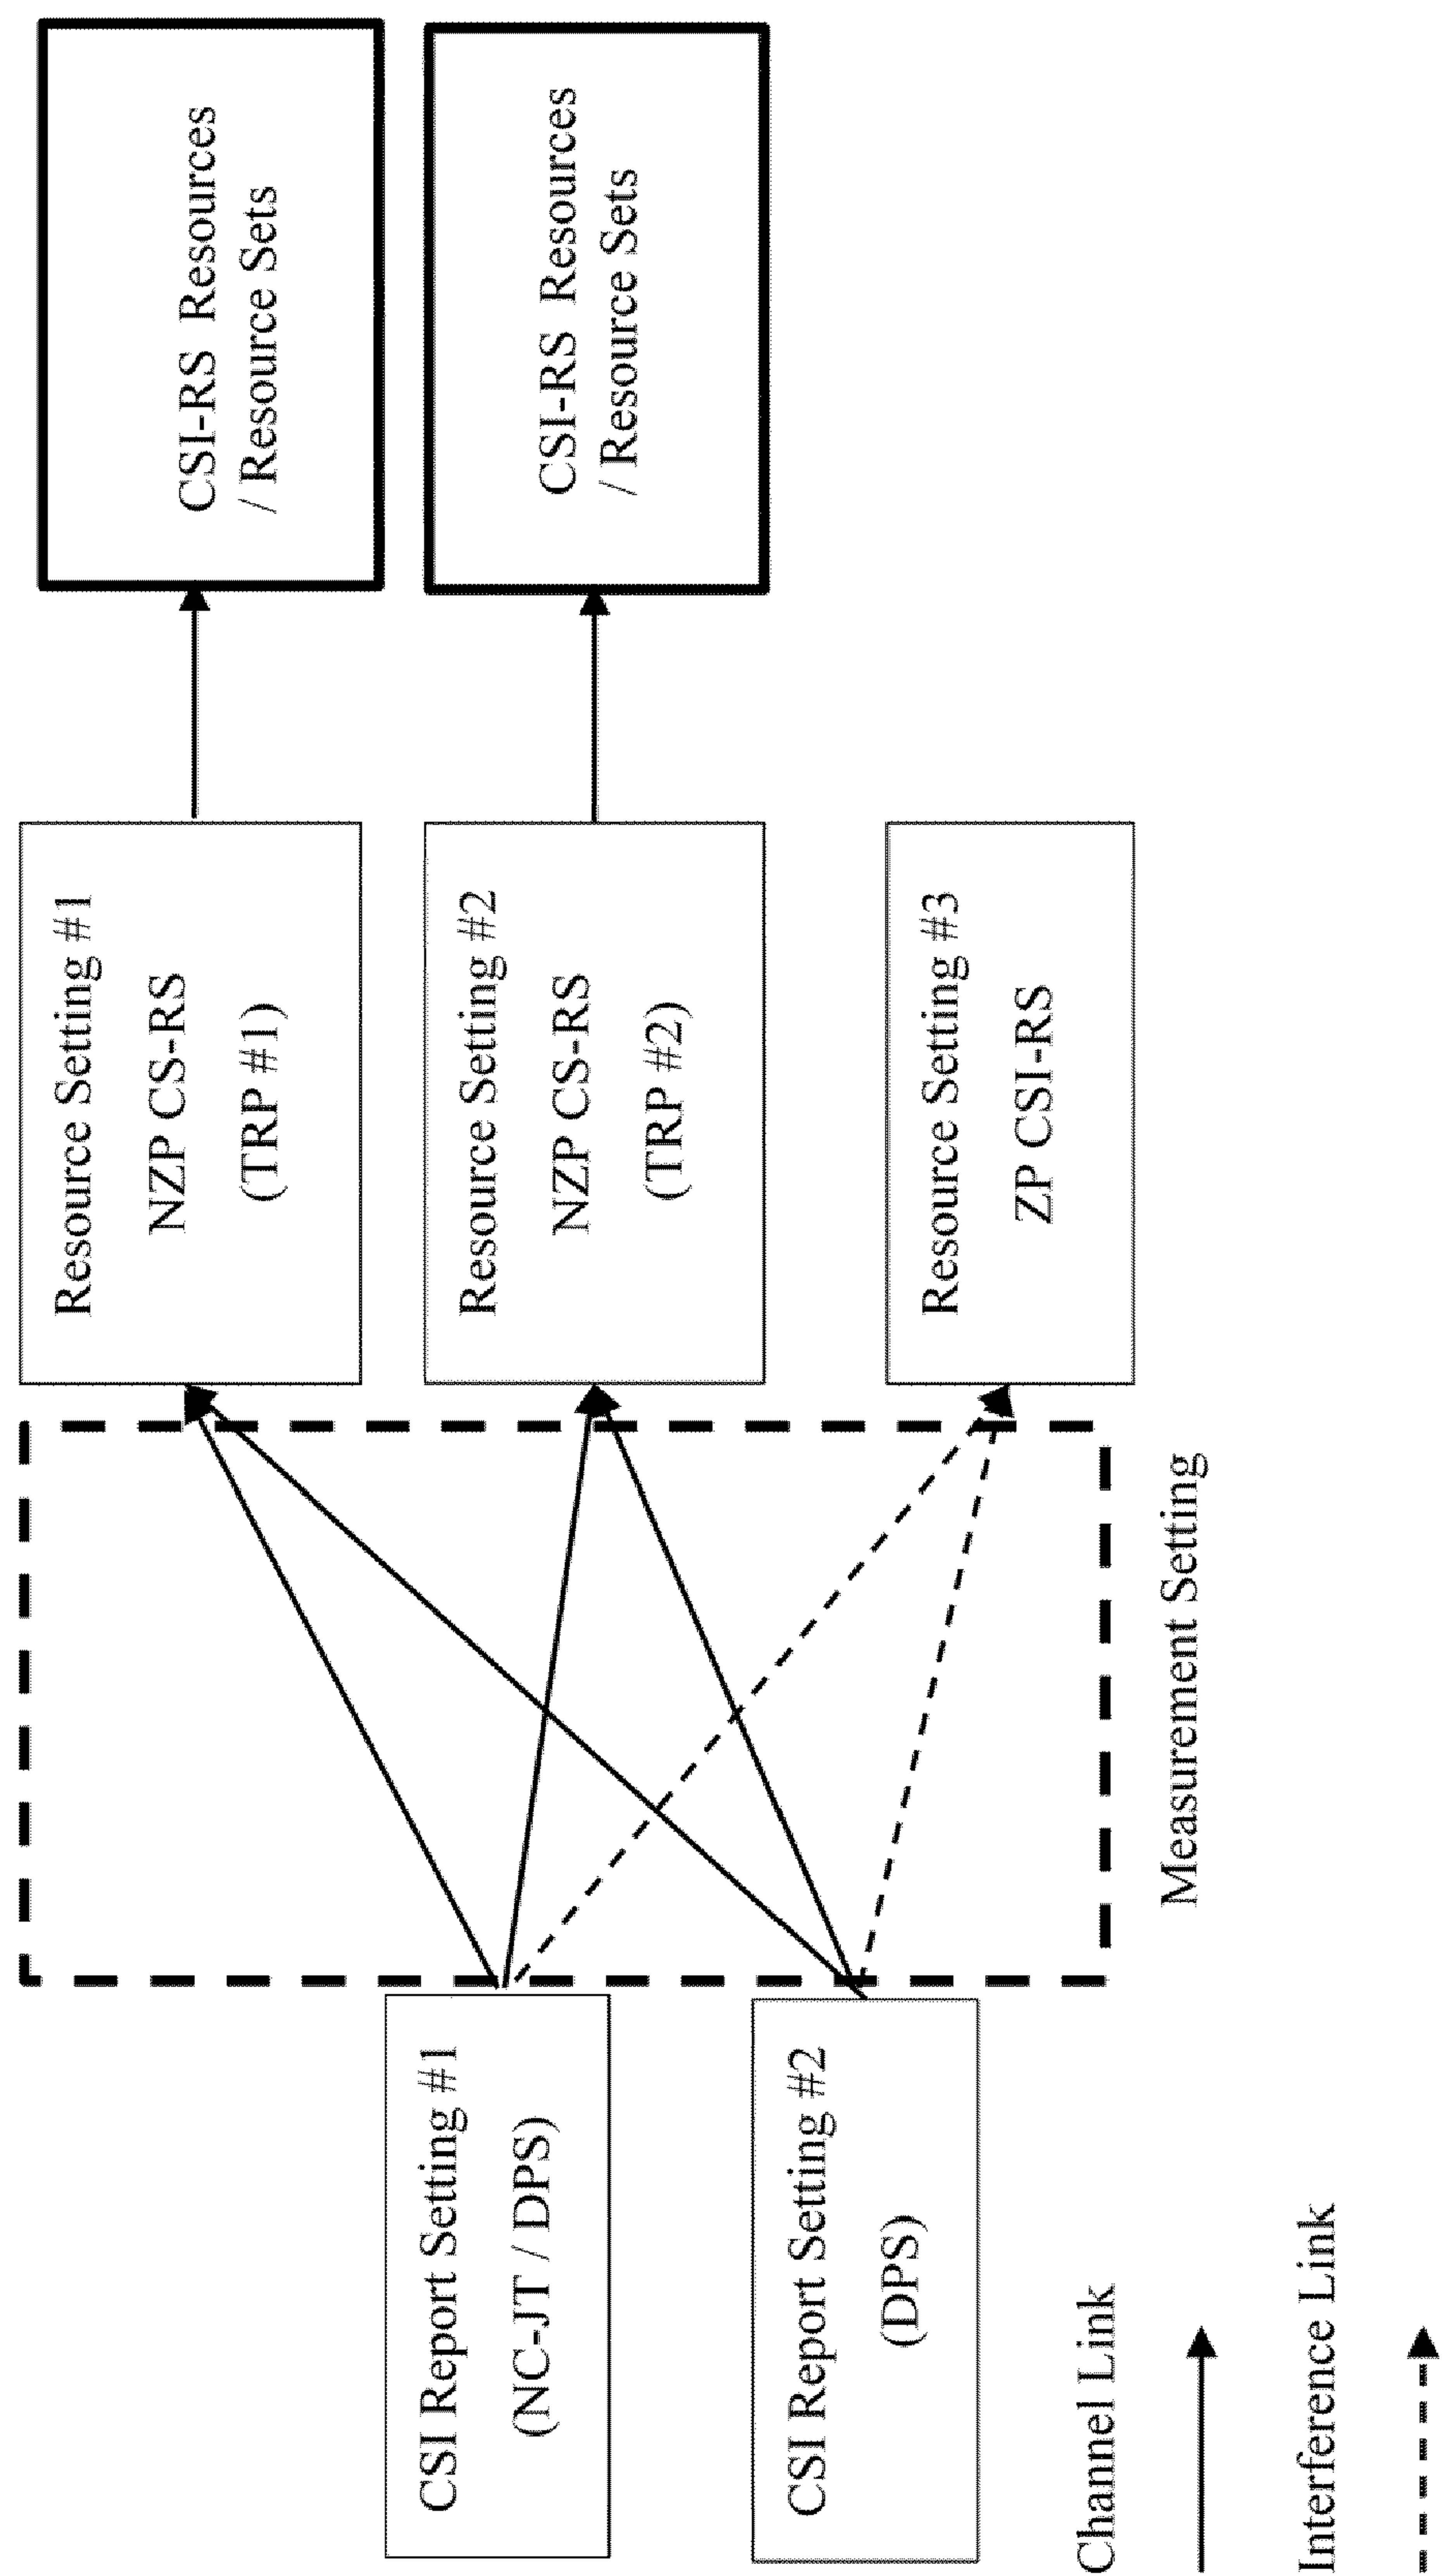 CSI Report Setting #1
(NC-JT / DPS)
CSI Report Setting #2
(DPS)
Channel Link
Interference Link
Measurement Setting
Resource Setting #1
NZP CS-RS
(TRP #1)
Resource Setting #2
NZP CS-RS
(TRP #2)
Resource Setting #3
ZP CSI-RS
CSI-RS Resources
/ Resource Sets
CSI-RS Resources
/ Resource Sets